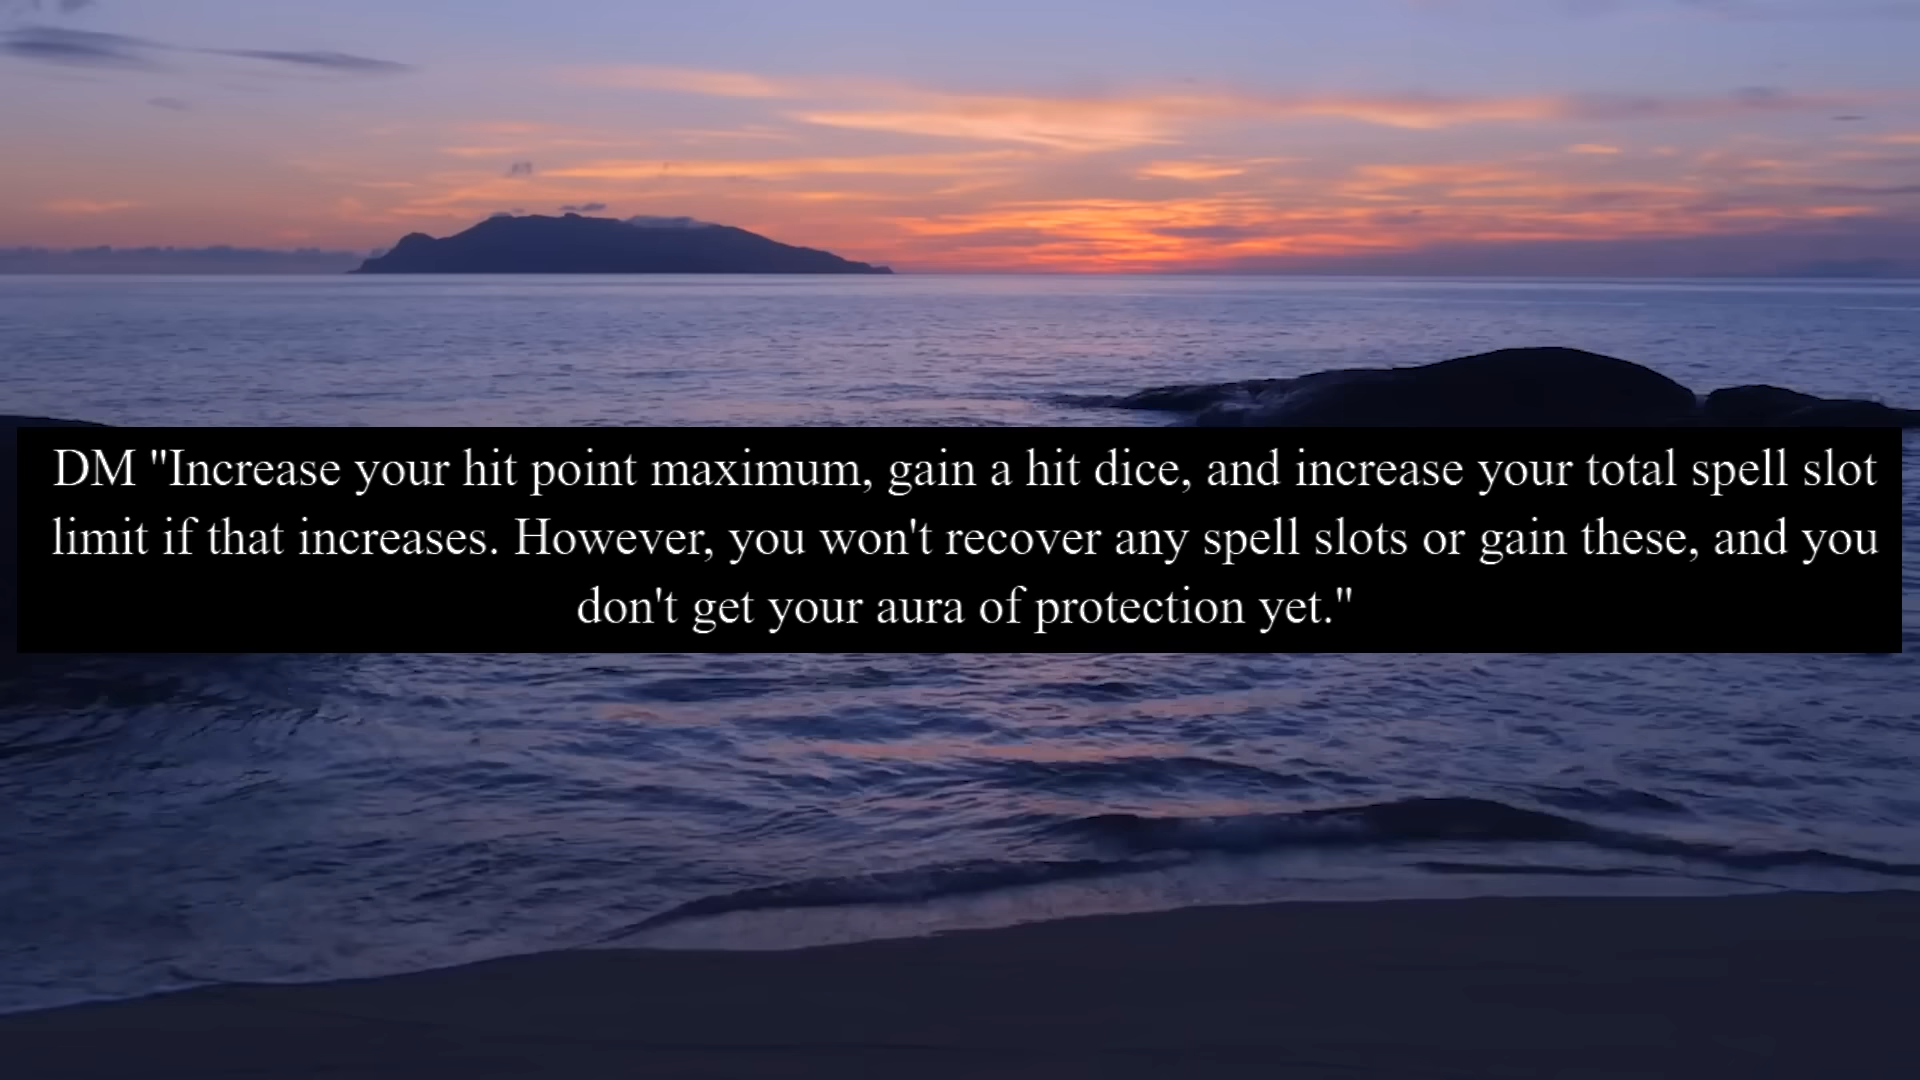 DM "Increase your hit point maximum, gain a hit dice, and increase your total spell slot
limit if that increases. However, you won't recover any spell slots or gain these, and you
don't get your aura of protection yet."